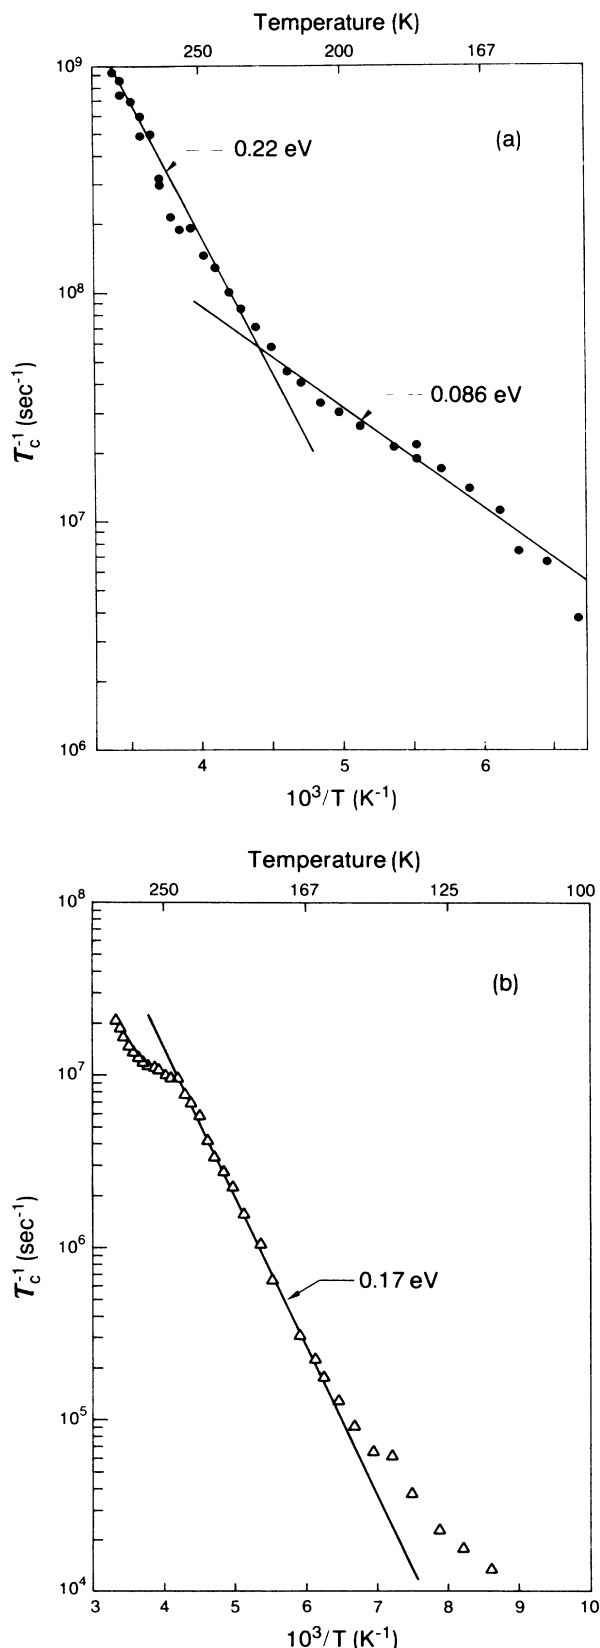 Temperature (K)
250 200 167
10⁹
(a)
0.22 eV
10⁸
τc⁻¹ (sec⁻¹)
0.086 eV
10⁷
10⁶
4 5 6
10³/T (K⁻¹)
Temperature (K)
250 167 125 100
10⁸
(b)
10⁷
τc⁻¹ (sec⁻¹)
10⁶
0.17 eV
10⁵
10⁴
3 4 5 6 7 8 9 10
10³/T (K⁻¹)